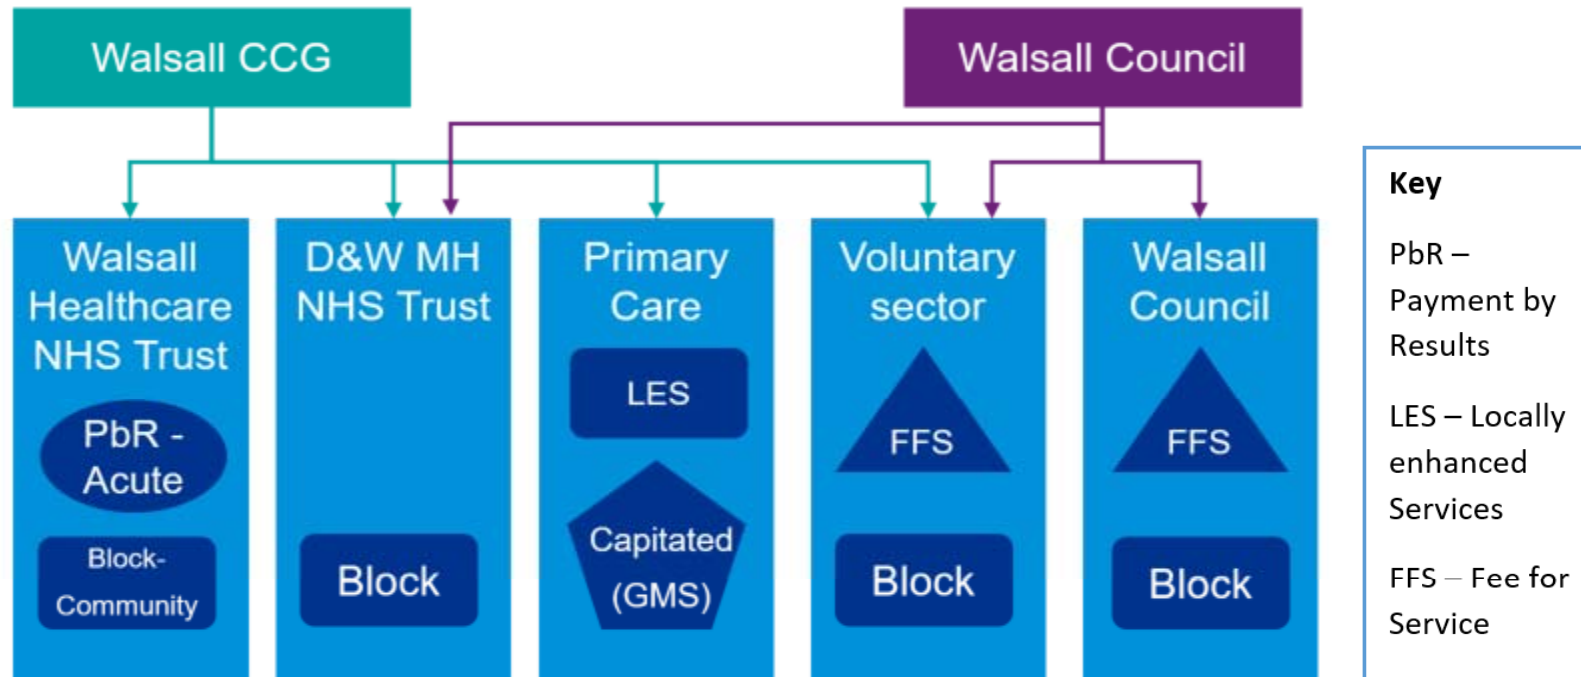 Walsall CCG
Walsall Council
Walsall
Healthcare
NHS Trust
PbR -
Acute
Block-
Community
D&W MH
NHS Trust
Block
Primary
Care
LES
Capitated
(GMS)
Voluntary
sector
FFS
Block
Walsall
Council
FFS
Block
Key
PbR –
Payment by
Results
LES – Locally
enhanced
Services
FFS – Fee for
Service